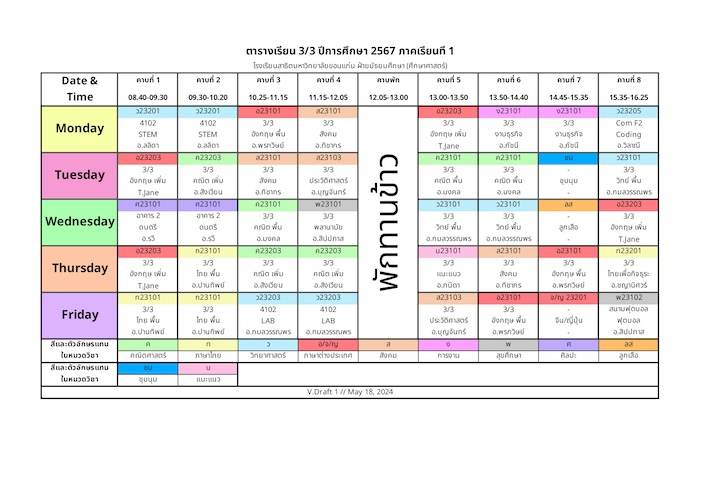 ตารางเรียน 3/3 ปีการศึกษา 2567 ภาคเรียนที่ 1
โรงเรียนสาธิตมหาวิทยาลัยขอนแก่น ฝ่ายมัธยมศึกษา (ศึกษาศาสตร์)
Date & Time คาบที่ 1 คาบที่ 2 คาบที่ 3 คาบที่ 4 คาบพัก คาบที่ 5 คาบที่ 6 คาบที่ 7 คาบที่ 8
08.40-09.30 09.30-10.20 10.25-11.15 11.15-12.05 12.05-13.00 13.00-13.50 13.50-14.40 14.45-15.35 15.35-16.25
พักทานข้าว
Monday
ว23201 ว23201 อ23101 ส23101 อ23203 ง23101 ง23101 ว23205
4102 4102 3/3 3/3 3/3 3/3 3/3 Com F2
STEM STEM อังกฤษ พื้น สังคม อังกฤษ เพิ่ม งานธุรกิจ งานธุรกิจ Coding
อ.ลลิดา อ.ลลิดา อ.พรกวิษย์ อ.ทิชากร T.Jane อ.ทัชนี อ.ทัชนี อ.วิลาณี
Tuesday
อ23203 ค23203 ส23101 ส23103 ค23101 ค23101 ชม ว23101
3/3 3/3 3/3 3/3 3/3 3/3 - 3/3
อังกฤษ เพิ่ม คณิต เพิ่ม สังคม ประวัติศาสตร์ คณิต พื้น คณิต พื้น ชุมนุม วิทย์ พื้น
T.Jane อ.สังเวียน อ.ทิชากร อ.บุญจันทร์ อ.มงคล อ.มงคล - อ.กมลวรรณพร
Wednesday
ศ23101 ศ23101 ค23101 พ23101 ว23101 ว23101 ลส อ23203
อาคาร 2 อาคาร 2 3/3 3/3 3/3 3/3 - 3/3
ดนตรี ดนตรี คณิต พื้น พลานามัย วิทย์ พื้น วิทย์ พื้น ลูกเสือ อังกฤษ เพิ่ม
อ.รวี อ.รวี อ.มงคล อ.สิปปภาส อ.กมลวรรณพร อ.กมลวรรณพร - T.Jane
Thursday
อ23203 ท23101 ค23203 ค23203 น23101 ส23101 อ23101 ท23201
3/3 3/3 3/3 3/3 3/3 3/3 3/3 3/3
อังกฤษ เพิ่ม ไทย พื้น คณิต เพิ่ม คณิต เพิ่ม แนะแนว สังคม อังกฤษ พื้น ไทยเพื่อกิจธุระ
T.Jane อ.ปานทิพย์ อ.สังเวียน อ.สังเวียน อ.ภนิดา อ.ทิชากร อ.พรกวิษย์ อ.ชญานิศวร์
Friday
ท23101 ท23101 ว23203 ว23203 ส23103 อ23101 จ/ญ 23201 พ23102
3/3 3/3 4102 4102 3/3 3/3 - สนามฟุตบอล
ไทย พื้น ไทย พื้น LAB LAB ประวัติศาสตร์ อังกฤษ พื้น จีน/ญี่ปุ่น ฟุตบอล
อ.ปานทิพย์ อ.ปานทิพย์ อ.กมลวรรณพร อ.กมลวรรณพร อ.บุญจันทร์ อ.พรกวิษย์ - อ.สิปปภาส
สีและตัวอักษรแทน ค ท ว อ/จ/ญ ส ง พ ศ ลส
ในหมวดวิชา คณิตศาสตร์ ภาษาไทย วิทยาศาสตร์ ภาษาต่างประเทศ สังคม การงาน สุขศึกษา ศิลปะ ลูกเสือ
สีและตัวอักษรแทน ชม น
ในหมวดวิชา ชุมนุม แนะแนว
V.Draft 1 // May 18, 2024